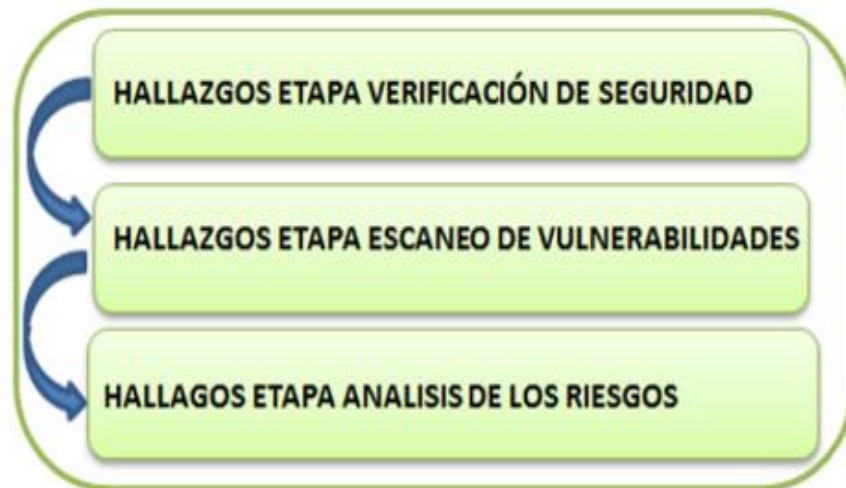 HALLAZGOS ETAPA VERIFICACIÓN DE SEGURIDAD
HALLAZGOS ETAPA ESCANEO DE VULNERABILIDADES
HALLAGOS ETAPA ANALISIS DE LOS RIESGOS